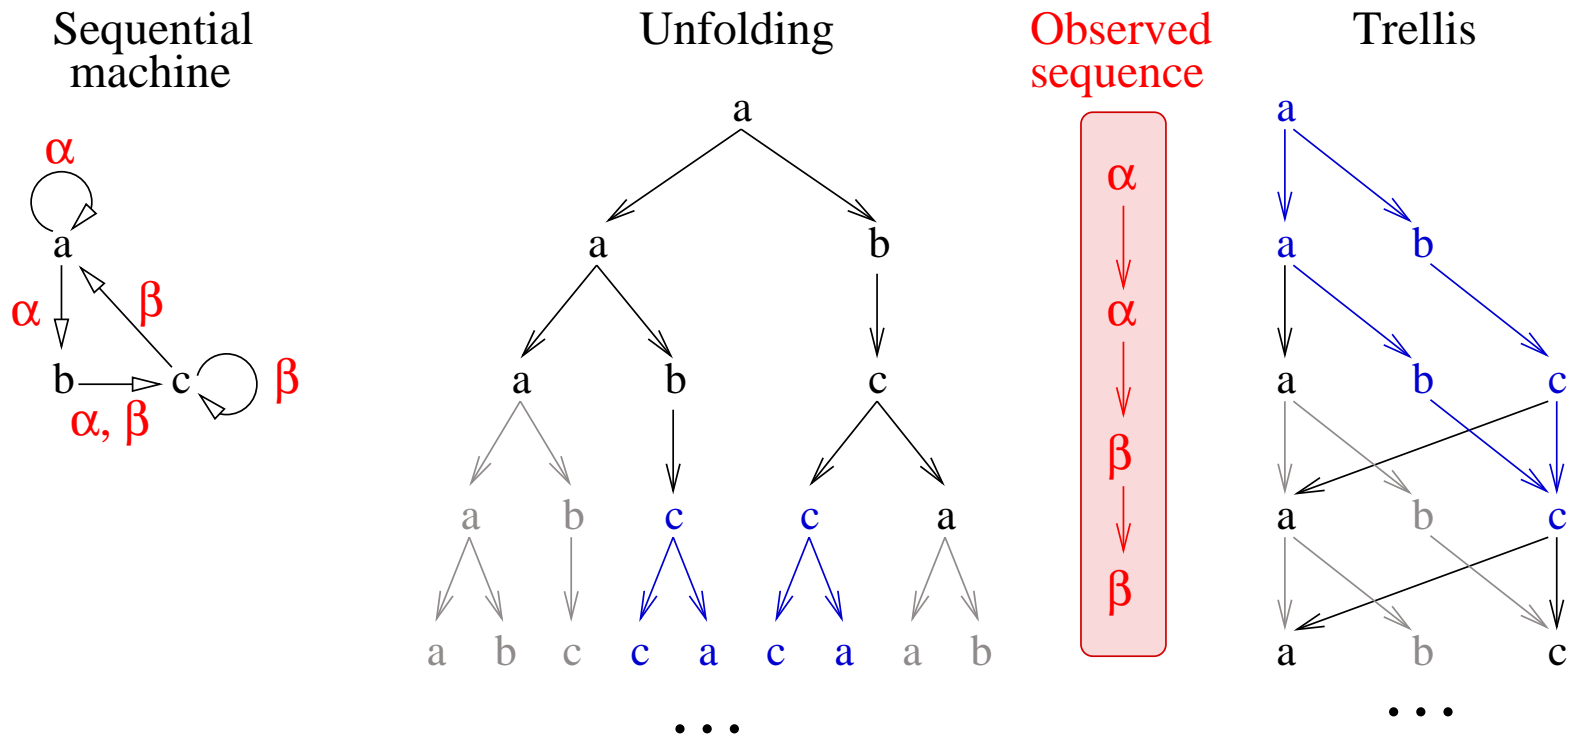 Sequential
machine
α
a
α
β
b
c
β
α, β
Unfolding
a
a b
a b c
a b c c a
a b c c a c a a b
...
Observed
sequence
α
α
β
β
Trellis
a
a b
a b c
a b c
a b c
...